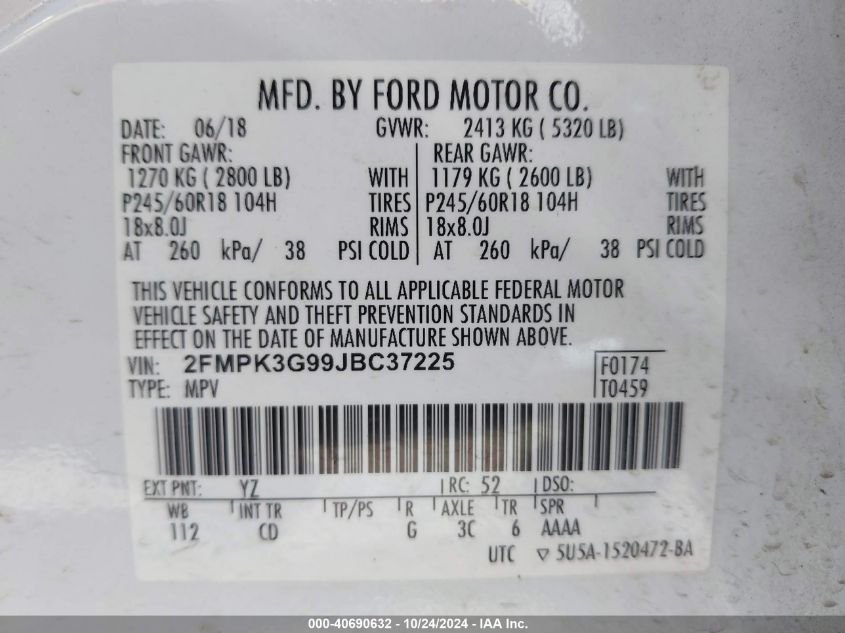 MFD. BY FORD MOTOR CO.
DATE: 06/18 GVWR: 2413 KG ( 5320 LB)
FRONT GAWR: REAR GAWR:
1270 KG ( 2800 LB) WITH 1179 KG ( 2600 LB) WITH
P245/60R18 104H TIRES P245/60R18 104H TIRES
18x8.0J RIMS 18x8.0J RIMS
AT 260 kPa/ 38 PSI COLD AT 260 kPa/ 38 PSI COLD
THIS VEHICLE CONFORMS TO ALL APPLICABLE FEDERAL MOTOR
VEHICLE SAFETY AND THEFT PREVENTION STANDARDS IN
EFFECT ON THE DATE OF MANUFACTURE SHOWN ABOVE.
VIN: 2FMPK3G99JBC37225 F0174
TYPE: MPV T0459
EXT PNT: YZ RC: 52 DSO:
WB INT TR TP/PS R AXLE TR SPR
112 CD G 3C 6 AAAA
UTC ▽ 5U5A-1520472-BA
000-40690632 - 10/24/2024 - IAA Inc.